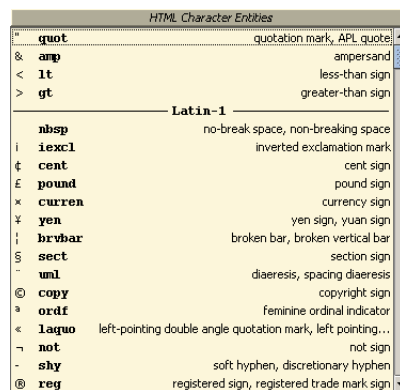 HTML Character Entities
" quot quotation mark, APL quote
& amp ampersand
< lt less-than sign
> gt greater-than sign
Latin-1
nbsp no-break space, non-breaking space
¡ iexcl inverted exclamation mark
¢ cent cent sign
£ pound pound sign
¤ curren currency sign
¥ yen yen sign, yuan sign
¦ brvbar broken bar, broken vertical bar
§ sect section sign
¨ uml diaeresis, spacing diaeresis
© copy copyright sign
ª ordf feminine ordinal indicator
« laquo left-pointing double angle quotation mark, left pointing...
¬ not not sign
- shy soft hyphen, discretionary hyphen
® reg registered sign, registered trade mark sign